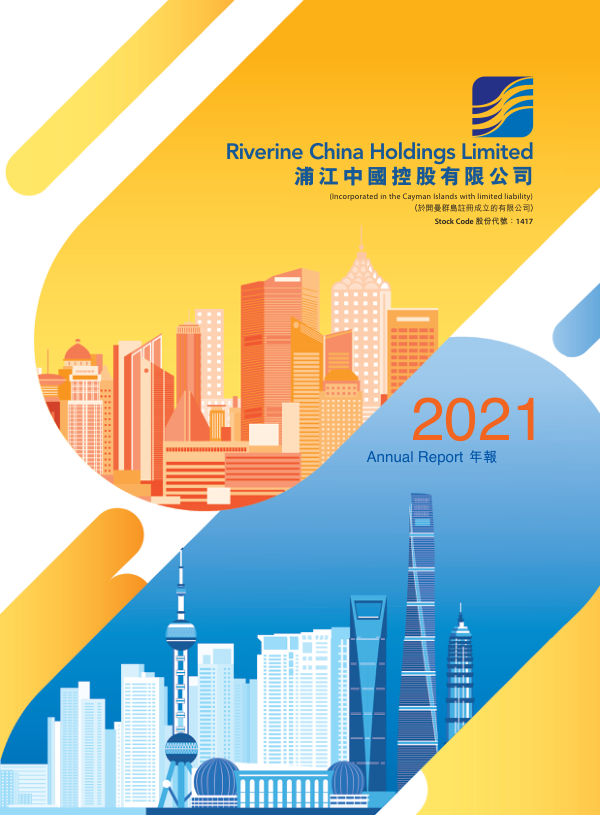 Riverine China Holdings Limited
浦江中國控股有限公司
(Incorporated in the Cayman Islands with limited liability)
(於開曼群島註冊成立的有限公司)
Stock Code 股份代號：1417
2021
Annual Report 年報